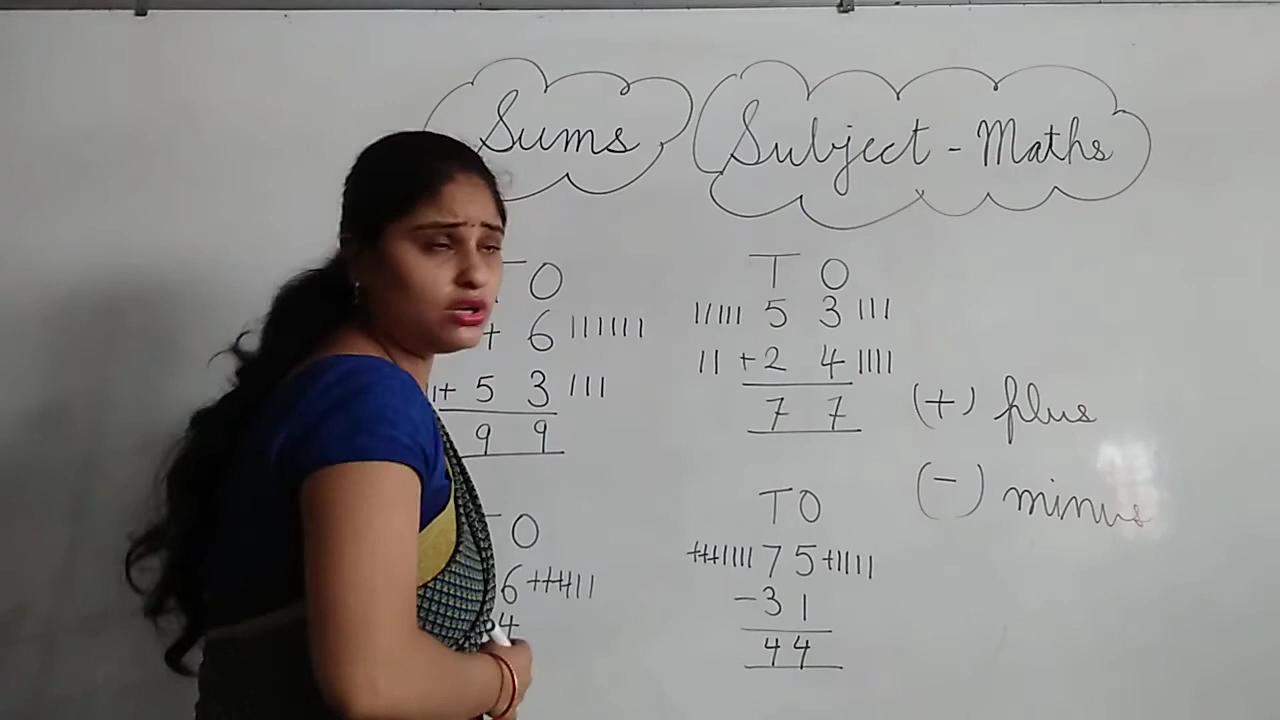 Sums
Subject - Maths
O
+ 6 |||||||
+ 5 3 |||
9 9
T O
||||| 5 3 |||
|| + 2 4 ||||
7 7
(+) plus
(-) minus
O
6
4
T O
7 5
- 3 1
4 4